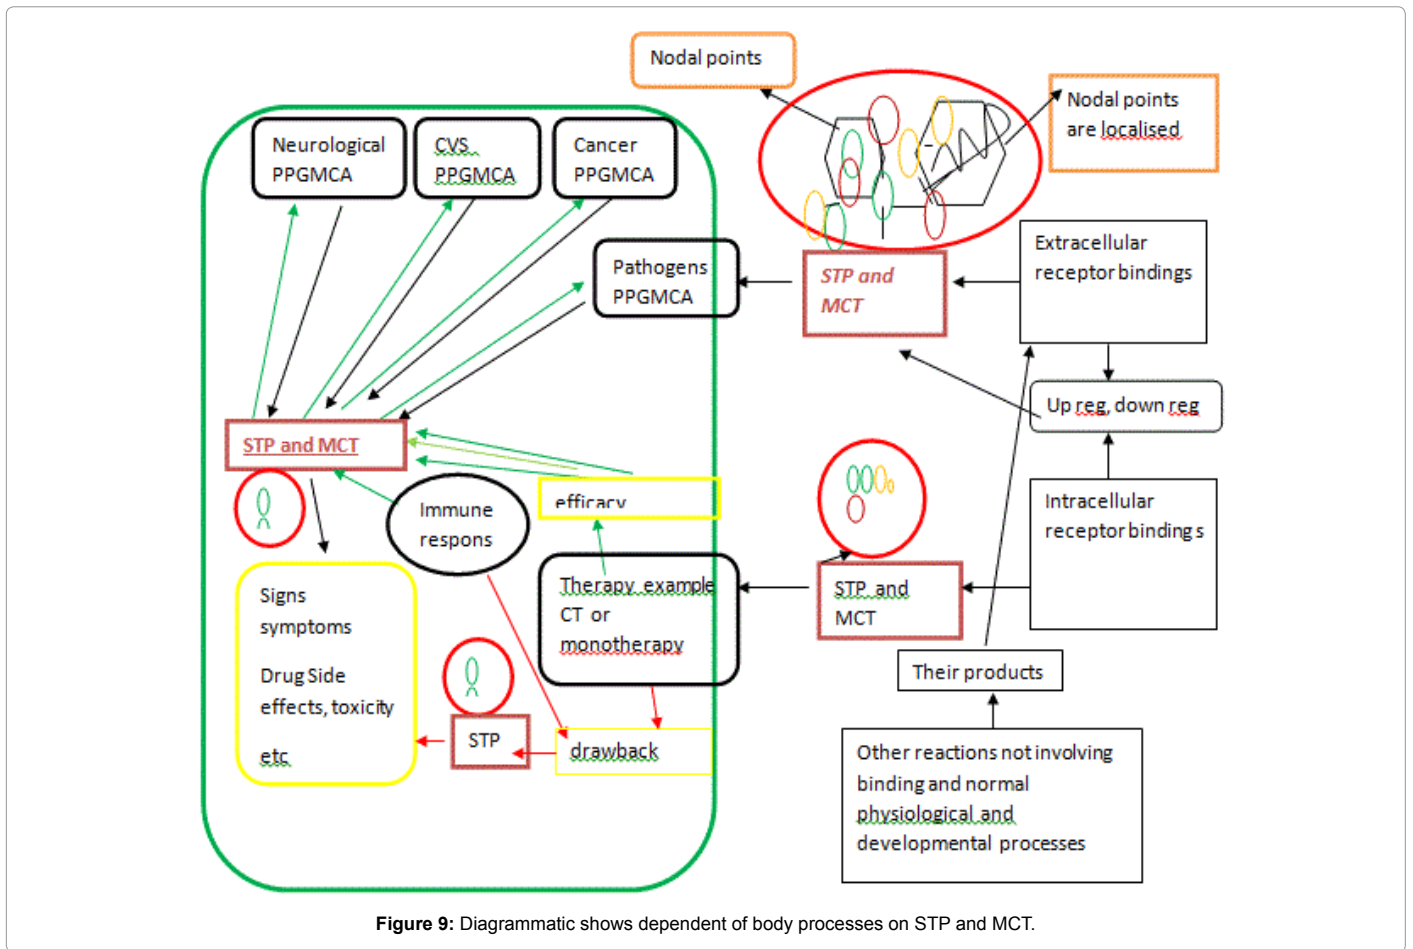 Nodal points
Nodal points
are localised
Neurological
PPGMCA
CVS
PPGMCA
Cancer
PPGMCA
Pathogens
PPGMCA
STP and
MCT
Extracellular
receptor bindings
Up reg, down reg
STP and MCT
Immune
respons
efficacy
Intracellular
receptor binding s
Therapy example
CT or
monotherapy
STP and
MCT
Signs
symptoms
Drug Side
effects, toxicity
etc
STP
drawback
Their products
Other reactions not involving
binding and normal
physiological and
developmental processes
Figure 9: Diagrammatic shows dependent of body processes on STP and MCT.